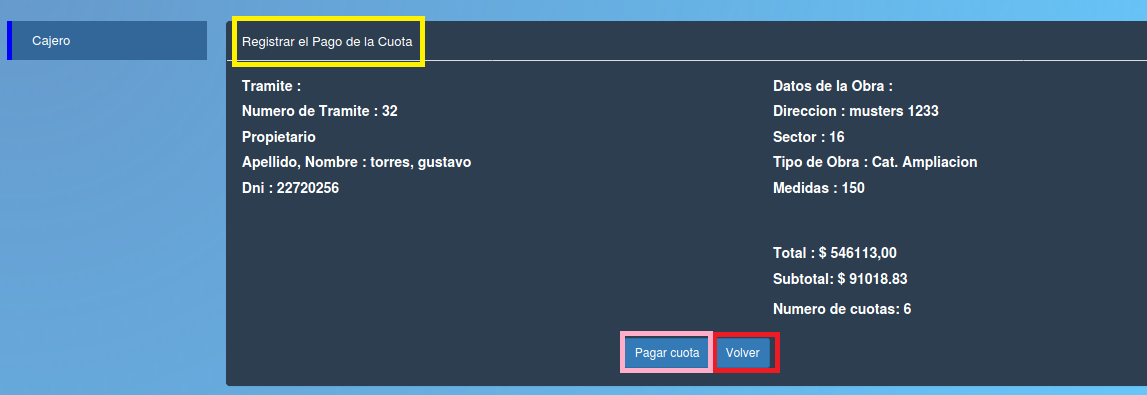 Cajero
Registrar el Pago de la Cuota
Tramite :
Numero de Tramite : 32
Propietario
Apellido, Nombre : torres, gustavo
Dni : 22720256
Datos de la Obra :
Direccion : musters 1233
Sector : 16
Tipo de Obra : Cat. Ampliacion
Medidas : 150
Total : $ 546113,00
Subtotal: $ 91018.83
Numero de cuotas: 6
Pagar cuota
Volver